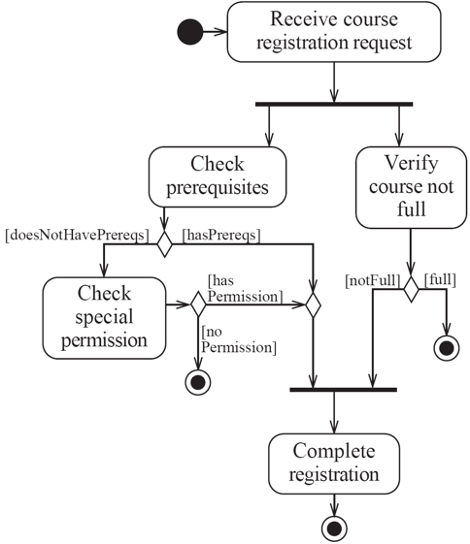 Receive course
registration request
Check
prerequisites
Verify
course not
full
[doesNotHavePrereqs]
[hasPrereqs]
[notFull]
[full]
Check
special
permission
[has
Permission]
[no
Permission]
Complete
registration